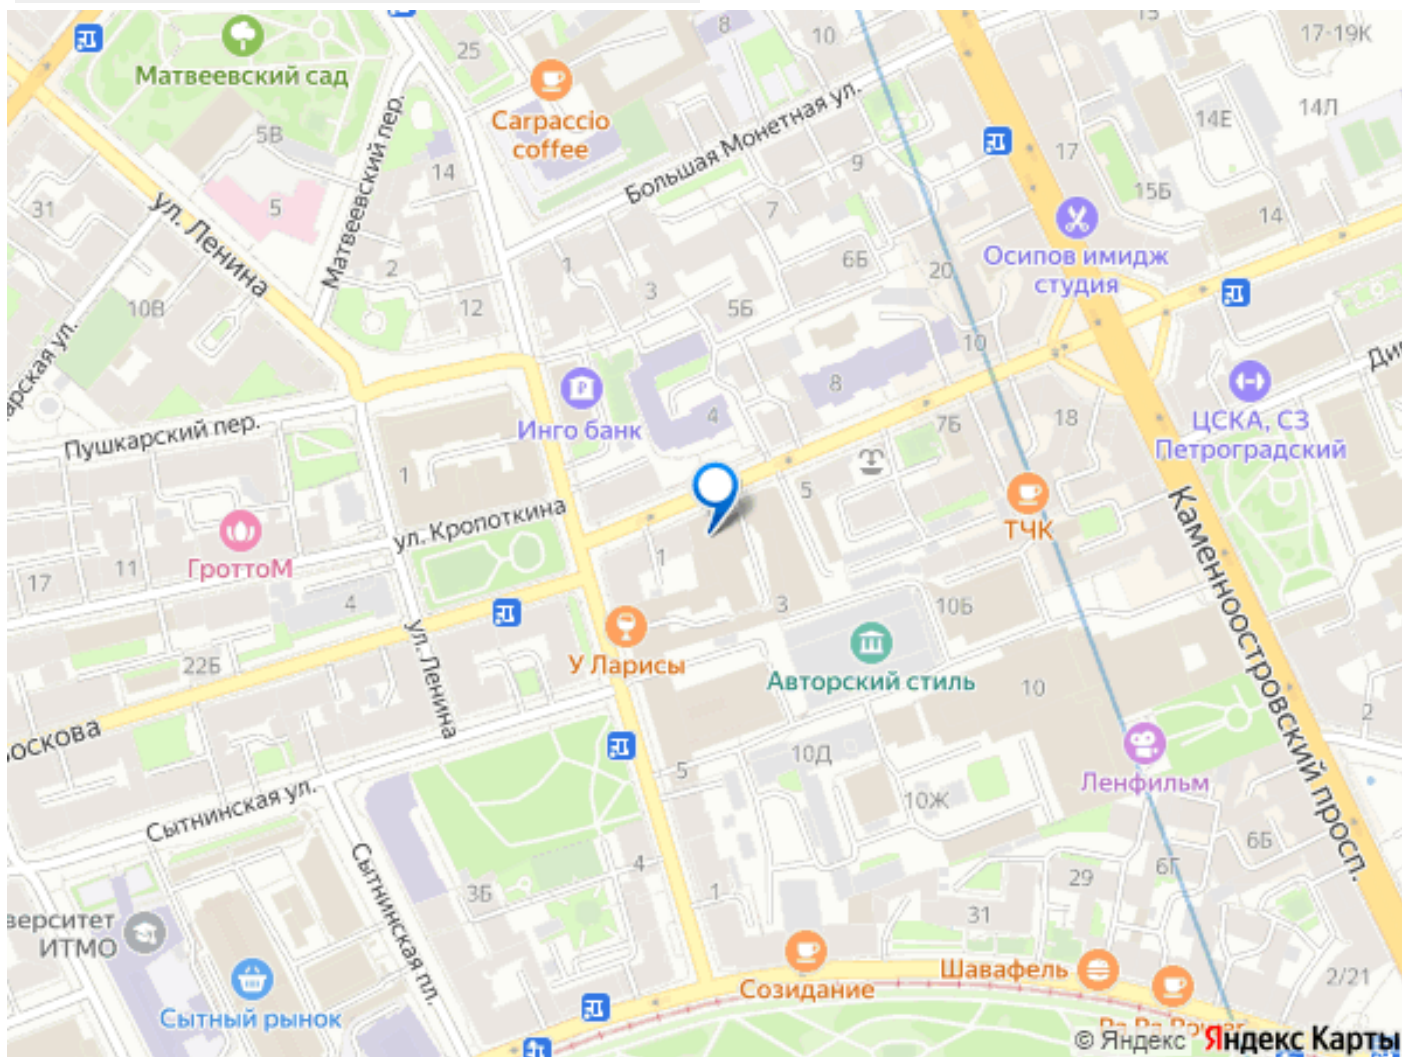 8
10
15
17-19К
25
Матвеевский сад
Carpaccio
coffee
Большая Монетная ул.
14Е
14Л
5В
Матвеевский пер.
14
9
17
15Б
31
ул. Ленина
5
7
14
Осипов имидж
студия
2
1
6Б
20
10В
12
3
5Б
10
8
Инго банк
4
7Б
18
ЦСКА, СЗ
Петроградский
Пушкарский пер.
1
5
ТЧК
ул. Кропоткина
Каменноостровский просп.
ГроттоМ
17
11
1
4
3
10Б
У Ларисы
Авторский стиль
22Б
ул. Ленина
10
2
Ленфильм
5
10Д
10Ж
Сытнинская ул.
6Б
4
6Г
29
3Б
1
31
Сытнинская пл.
ИТМО
Шавафель
2/21
Созидание
Сытный рынок
© Яндекс Яндекс Карты